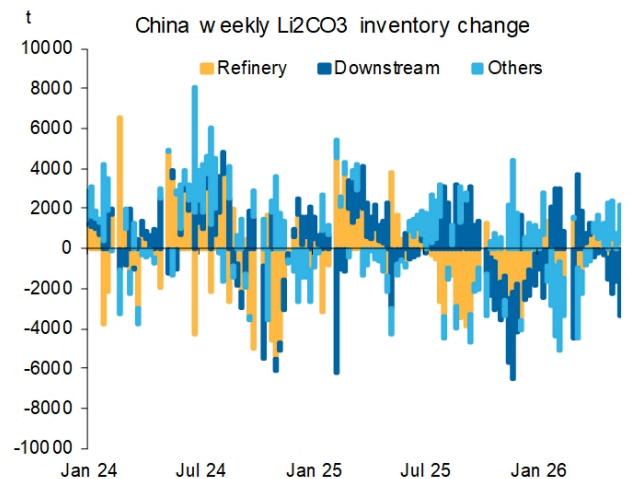 t
China weekly Li2CO3 inventory change
10000
Refinery Downstream Others
8000
6000
4000
2000
0
-2000
-4000
-6000
-8000
-10000
Jan 24 Jul 24 Jan 25 Jul 25 Jan 26